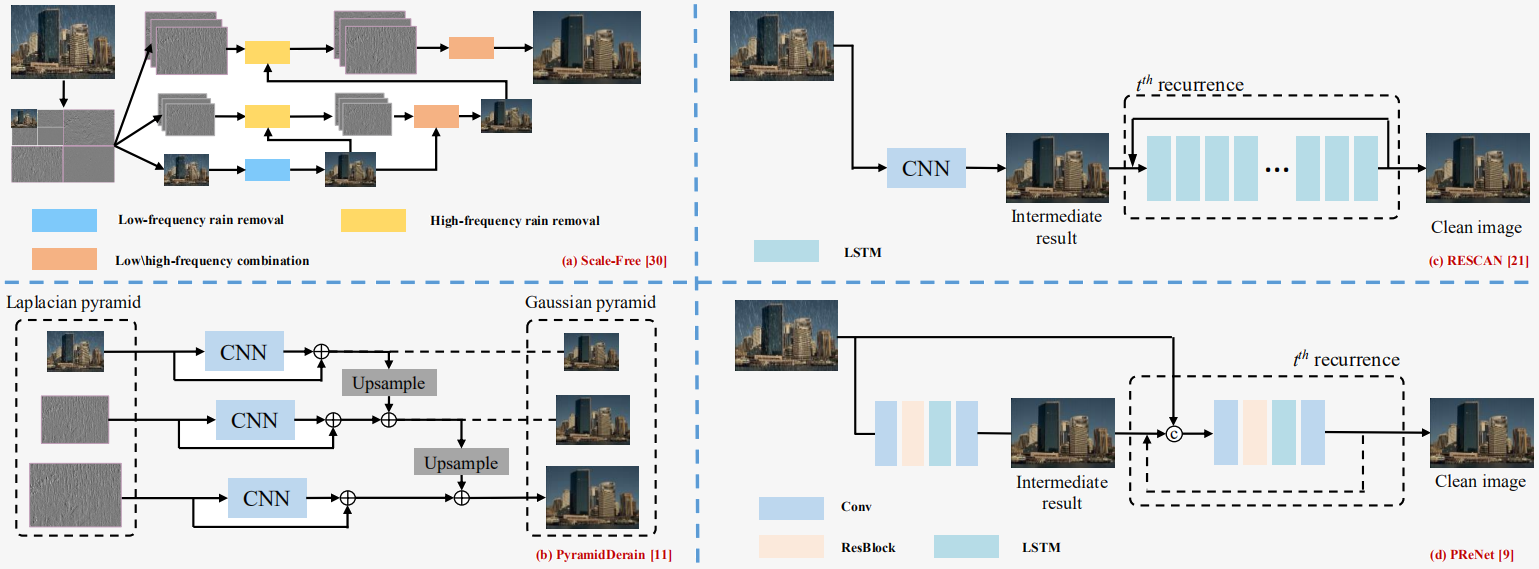 Low-frequency rain removal
High-frequency rain removal
Low\high-frequency combination
(a) Scale-Free [30]
Laplacian pyramid
Gaussian pyramid
CNN
Upsample
CNN
Upsample
CNN
(b) PyramidDerain [11]
t^th recurrence
CNN
...
Intermediate
result
Clean image
LSTM
(c) RESCAN [21]
t^th recurrence
c
Intermediate
result
Clean image
Conv
ResBlock
LSTM
(d) PReNet [9]